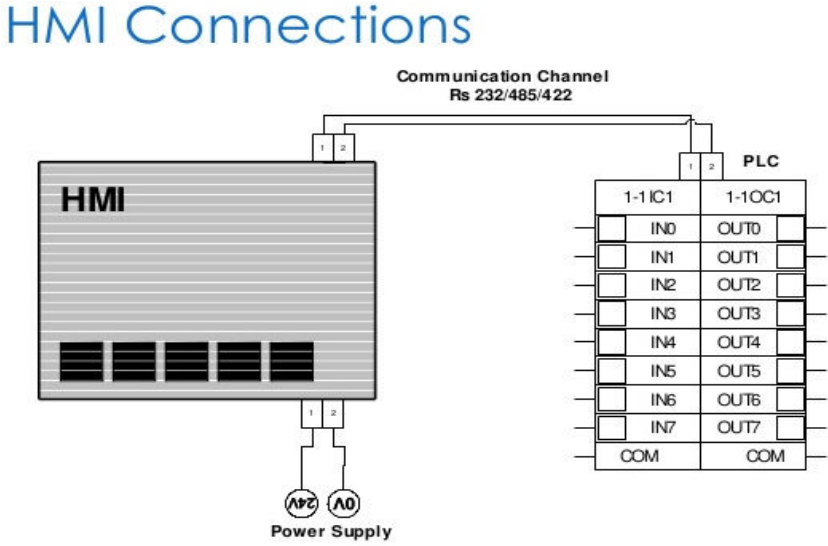 HMI Connections
Communication Channel
Rs 232/485/422
1 2
1 2 PLC
HMI
1-1IC1 1-1OC1
IN0 OUT0
IN1 OUT1
IN2 OUT2
IN3 OUT3
IN4 OUT4
IN5 OUT5
IN6 OUT6
IN7 OUT7
COM COM
1 2
24V 0V
Power Supply